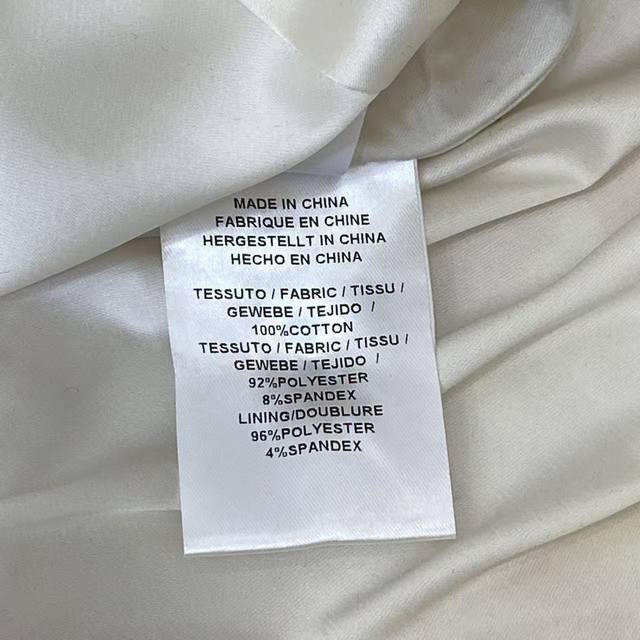 MADE IN CHINA
FABRIQUE EN CHINE
HERGESTELLT IN CHINA
HECHO EN CHINA
TESSUTO / FABRIC / TISSU /
GEWEBE / TEJIDO /
100%COTTON
TESSUTO / FABRIC / TISSU /
GEWEBE / TEJIDO /
92%POLYESTER
8%SPANDEX
LINING/DOUBLURE
96%POLYESTER
4%SPANDEX